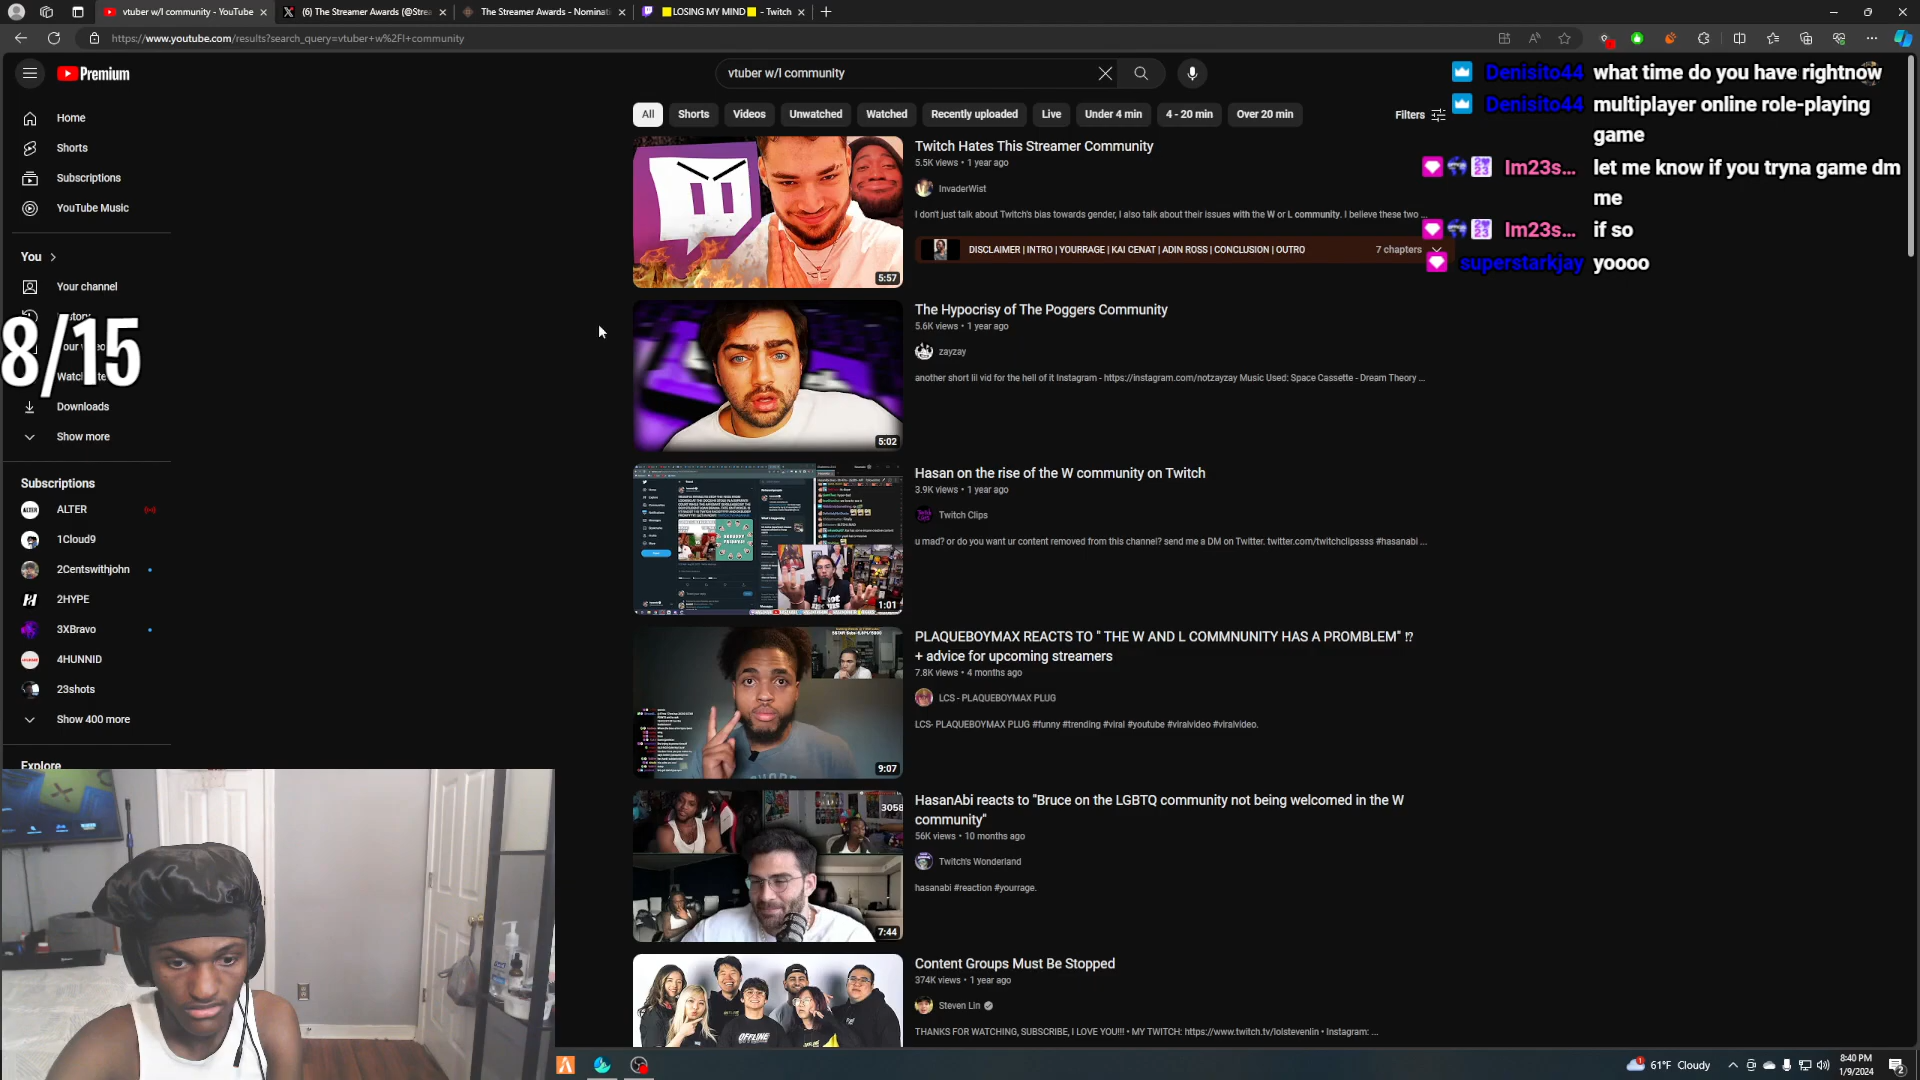 vtuber w/l community - YouTube
(6) The Streamer Awards (@Strea
The Streamer Awards - Nominati
LOSING MY MIND - Twitch
https://www.youtube.com/results?search_query=vtuber+w%2Fl+community
Premium
vtuber w/l community
All
Shorts
Videos
Unwatched
Watched
Recently uploaded
Live
Under 4 min
4 - 20 min
Over 20 min
Filters
Home
Shorts
Subscriptions
YouTube Music
You
Your channel
8/15
Downloads
Show more
Subscriptions
ALTER
1Cloud9
2Centswithjohn
2HYPE
3XBravo
4HUNNID
23shots
Show 400 more
Explore
Twitch Hates This Streamer Community
5.5K views • 1 year ago
InvaderWist
I don't just talk about Twitch's bias towards gender, I also talk about their issues with the W or L community. I believe these two ...
DISCLAIMER | INTRO | YOURRAGE | KAI CENAT | ADIN ROSS | CONCLUSION | OUTRO
7 chapters
5:57
The Hypocrisy of The Poggers Community
5.6K views • 1 year ago
zayzay
another short lil vid for the hell of it Instagram - https://instagram.com/notzayzay Music Used: Space Cassette - Dream Theory ...
5:02
Hasan on the rise of the W community on Twitch
3.9K views • 1 year ago
Twitch Clips
u mad? or do you want ur content removed from this channel? send me a DM on Twitter. twitter.com/twitchclipssss #hasanabi ...
1:01
PLAQUEBOYMAX REACTS TO " THE W AND L COMMNUNITY HAS A PROMBLEM" !?
+ advice for upcoming streamers
7.8K views • 4 months ago
LCS - PLAQUEBOYMAX PLUG
LCS- PLAQUEBOYMAX PLUG #funny #trending #viral #youtube #viralvideo #viralvideo.
9:07
HasanAbi reacts to "Bruce on the LGBTQ community not being welcomed in the W
community"
56K views • 10 months ago
Twitch's Wonderland
hasanabi #reaction #yourrage.
3058
7:44
Content Groups Must Be Stopped
374K views • 1 year ago
Steven Lin
THANKS FOR WATCHING, SUBSCRIBE, I LOVE YOU!!! • MY TWITCH: https://www.twitch.tv/lolstevenlin • Instagram: ...
OFFLINE
Denisito44 what time do you have rightnow
Denisito44 multiplayer online role-playing
game
Im23s... let me know if you tryna game dm
me
Im23s... if so
superstarkjay yoooo
61°F Cloudy
8:40 PM
1/9/2024